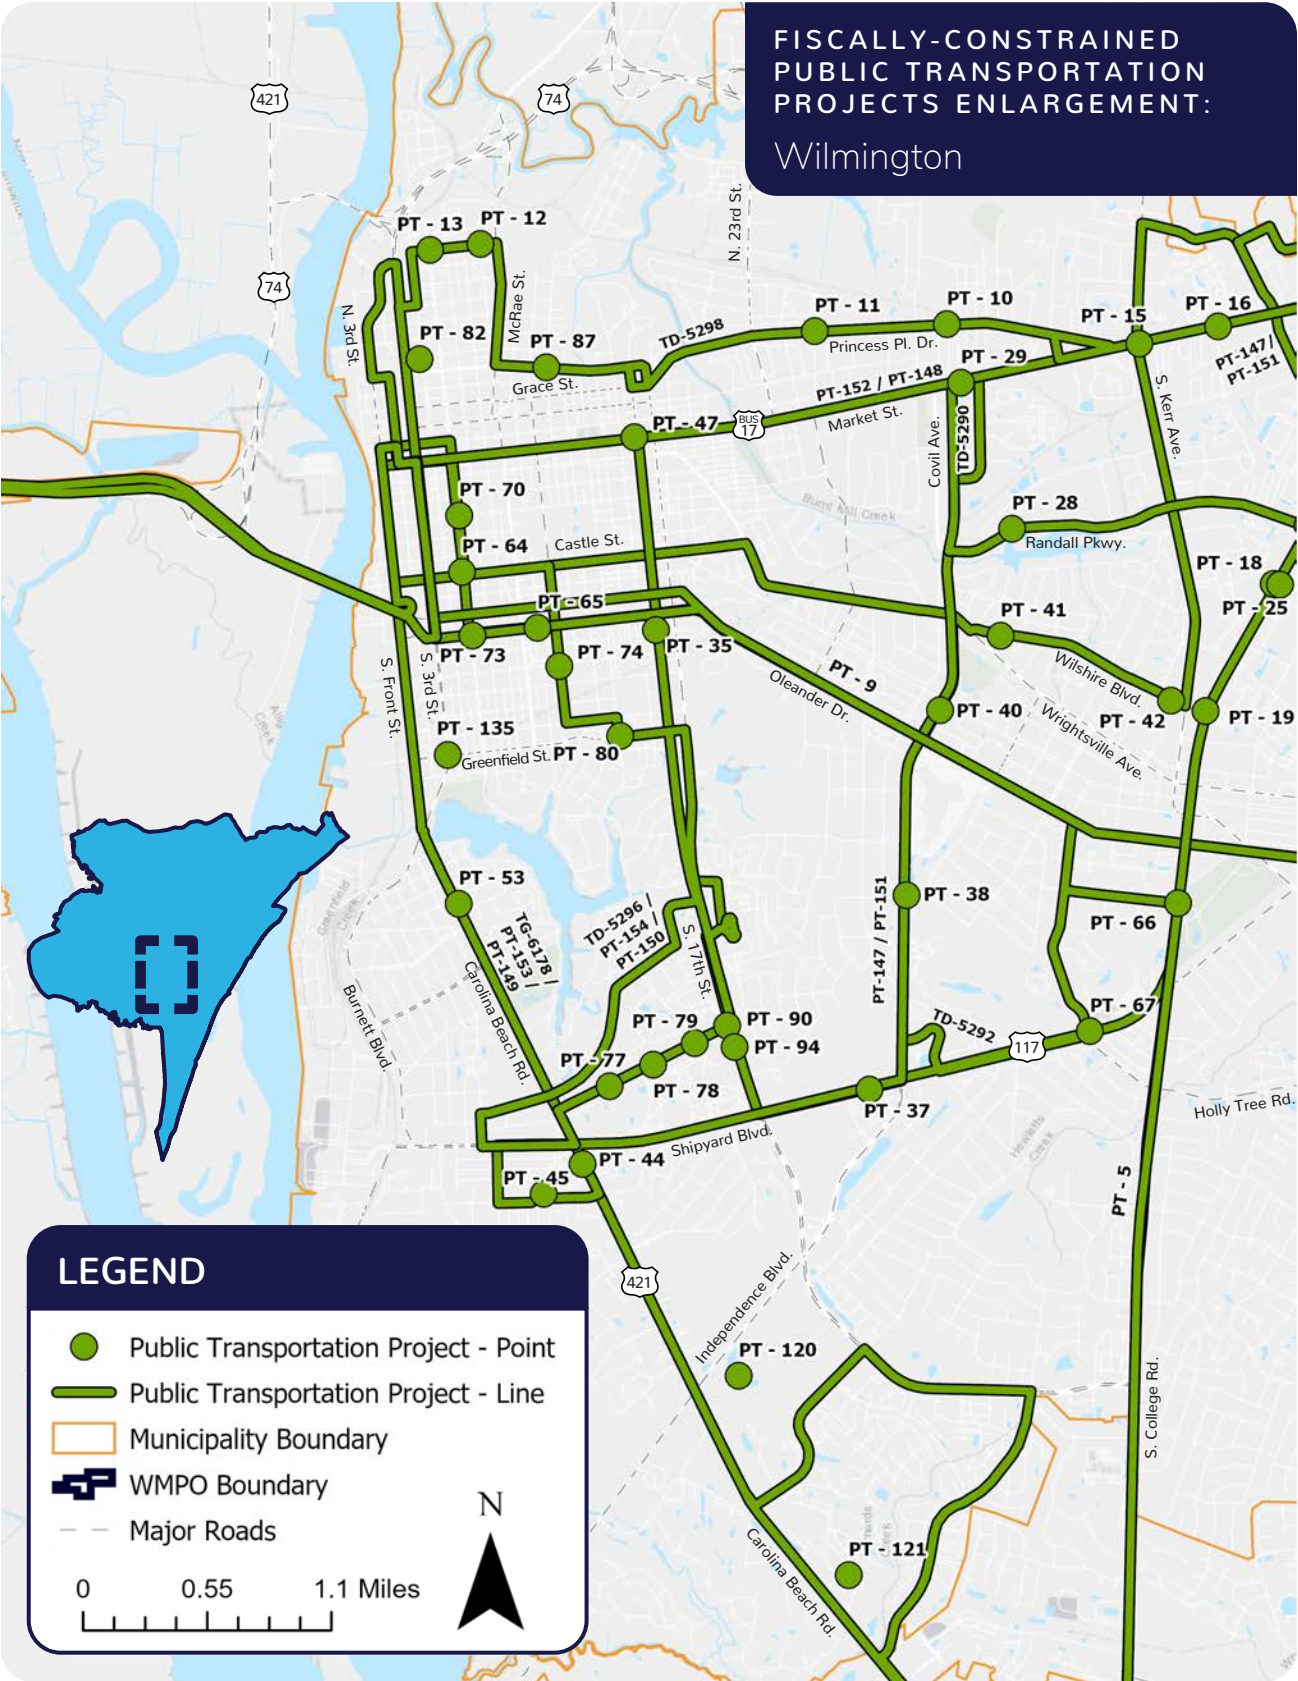 FISCALLY-CONSTRAINED
PUBLIC TRANSPORTATION
PROJECTS ENLARGEMENT:
Wilmington
421
74
74
N. 23rd St.
PT - 13
PT - 12
McRae St.
N. 3rd St.
PT - 82
PT - 87
Grace St.
TD-5298
PT - 11
PT - 10
Princess Pl. Dr.
PT - 15
PT - 16
PT-147/
PT-151
PT - 29
PT-152 / PT-148
Market St.
BUS
17
PT - 47
Covil Ave.
TD-5290
S. Kerr Ave.
PT - 70
Burnt Mill Creek
PT - 28
Randall Pkwy.
PT - 64
Castle St.
PT - 18
PT - 25
PT - 65
PT - 41
PT - 73
PT - 74
PT - 35
PT - 9
Oleander Dr.
Wilshire Blvd.
PT - 42
PT - 19
PT - 40
Wrightsville Ave.
S. Front St.
S. 3rd St.
PT - 135
Greenfield St.
PT - 80
Creek
PT - 53
Greenfield
Creek
TG-6178 /
PT-153 /
PT-149
TD-5296 /
PT-154 /
PT-150
S. 17th St.
PT-147 / PT-151
PT - 38
PT - 66
Carolina Beach Rd.
Burnett Blvd.
PT - 79
PT - 90
PT - 94
PT - 77
PT - 78
TD-5292
117
PT - 67
PT - 37
Holly Tree Rd.
Hewletts
Creek
Shipyard Blvd.
PT - 44
PT - 45
PT - 5
421
Independence Blvd.
PT - 120
S. College Rd.
PT - 121
Carolina Beach Rd.
LEGEND
Public Transportation Project - Point
Public Transportation Project - Line
Municipality Boundary
WMPO Boundary
Major Roads
N
0 0.55 1.1 Miles